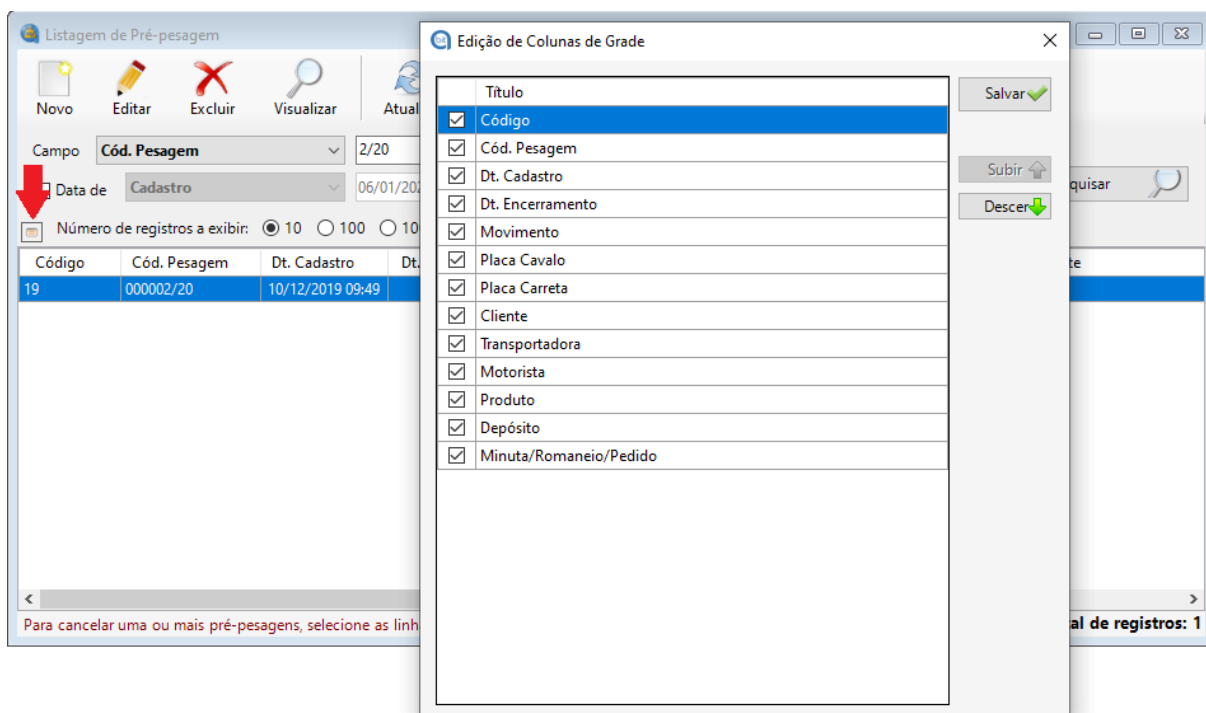 Listagem de Pré-pesagem
Novo Editar Excluir Visualizar Atual
Campo Cód. Pesagem 2/20
Data de Cadastro 06/01/202 quisar
Número de registros a exibir: 10 100 10
Código Cód. Pesagem Dt. Cadastro Dt. te
19 000002/20 10/12/2019 09:49
Para cancelar uma ou mais pré-pesagens, selecione as linh al de registros: 1
Edição de Colunas de Grade
Título
Código
Cód. Pesagem
Dt. Cadastro
Dt. Encerramento
Movimento
Placa Cavalo
Placa Carreta
Cliente
Transportadora
Motorista
Produto
Depósito
Minuta/Romaneio/Pedido
Salvar
Subir
Descer